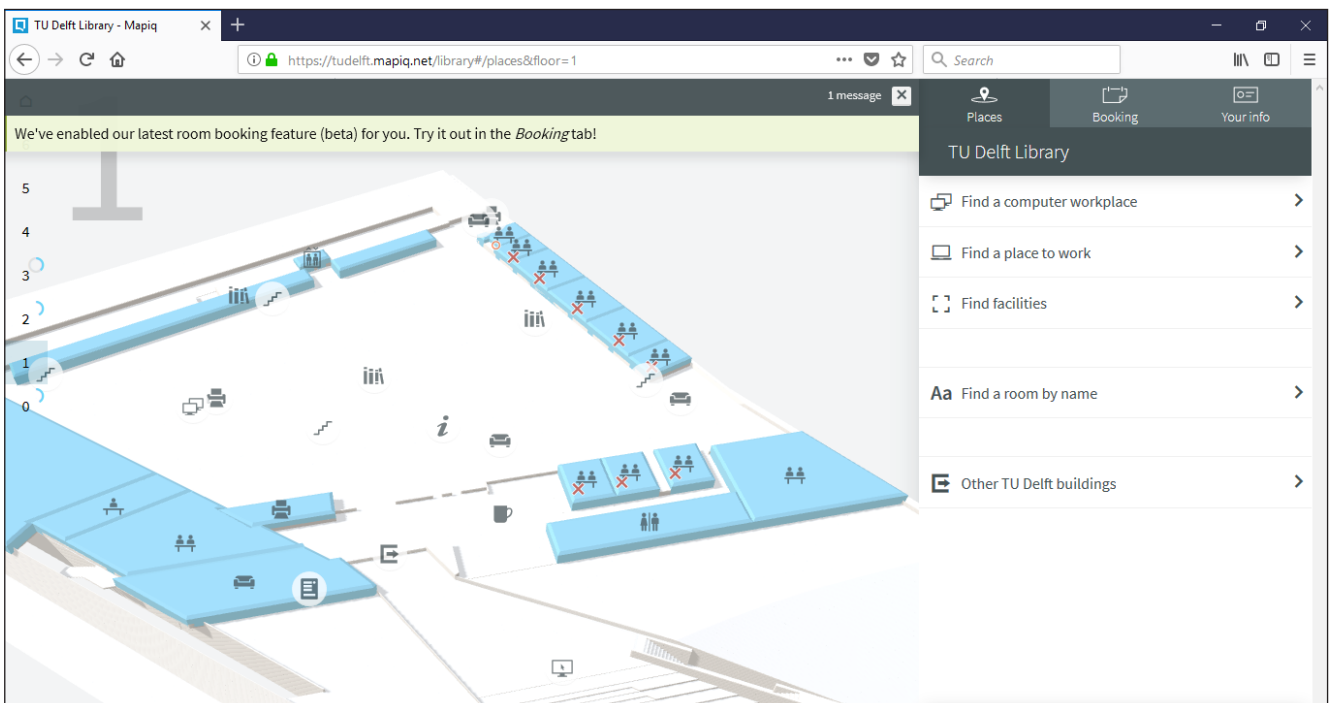 TU Delft Library - Mapiq
https://tudelft.mapiq.net/library#/places&floor=1
Search
1 message
We've enabled our latest room booking feature (beta) for you. Try it out in the Booking tab!
1
5
4
3
2
1
0
Places
Booking
Your info
TU Delft Library
Find a computer workplace
Find a place to work
Find facilities
Aa Find a room by name
Other TU Delft buildings